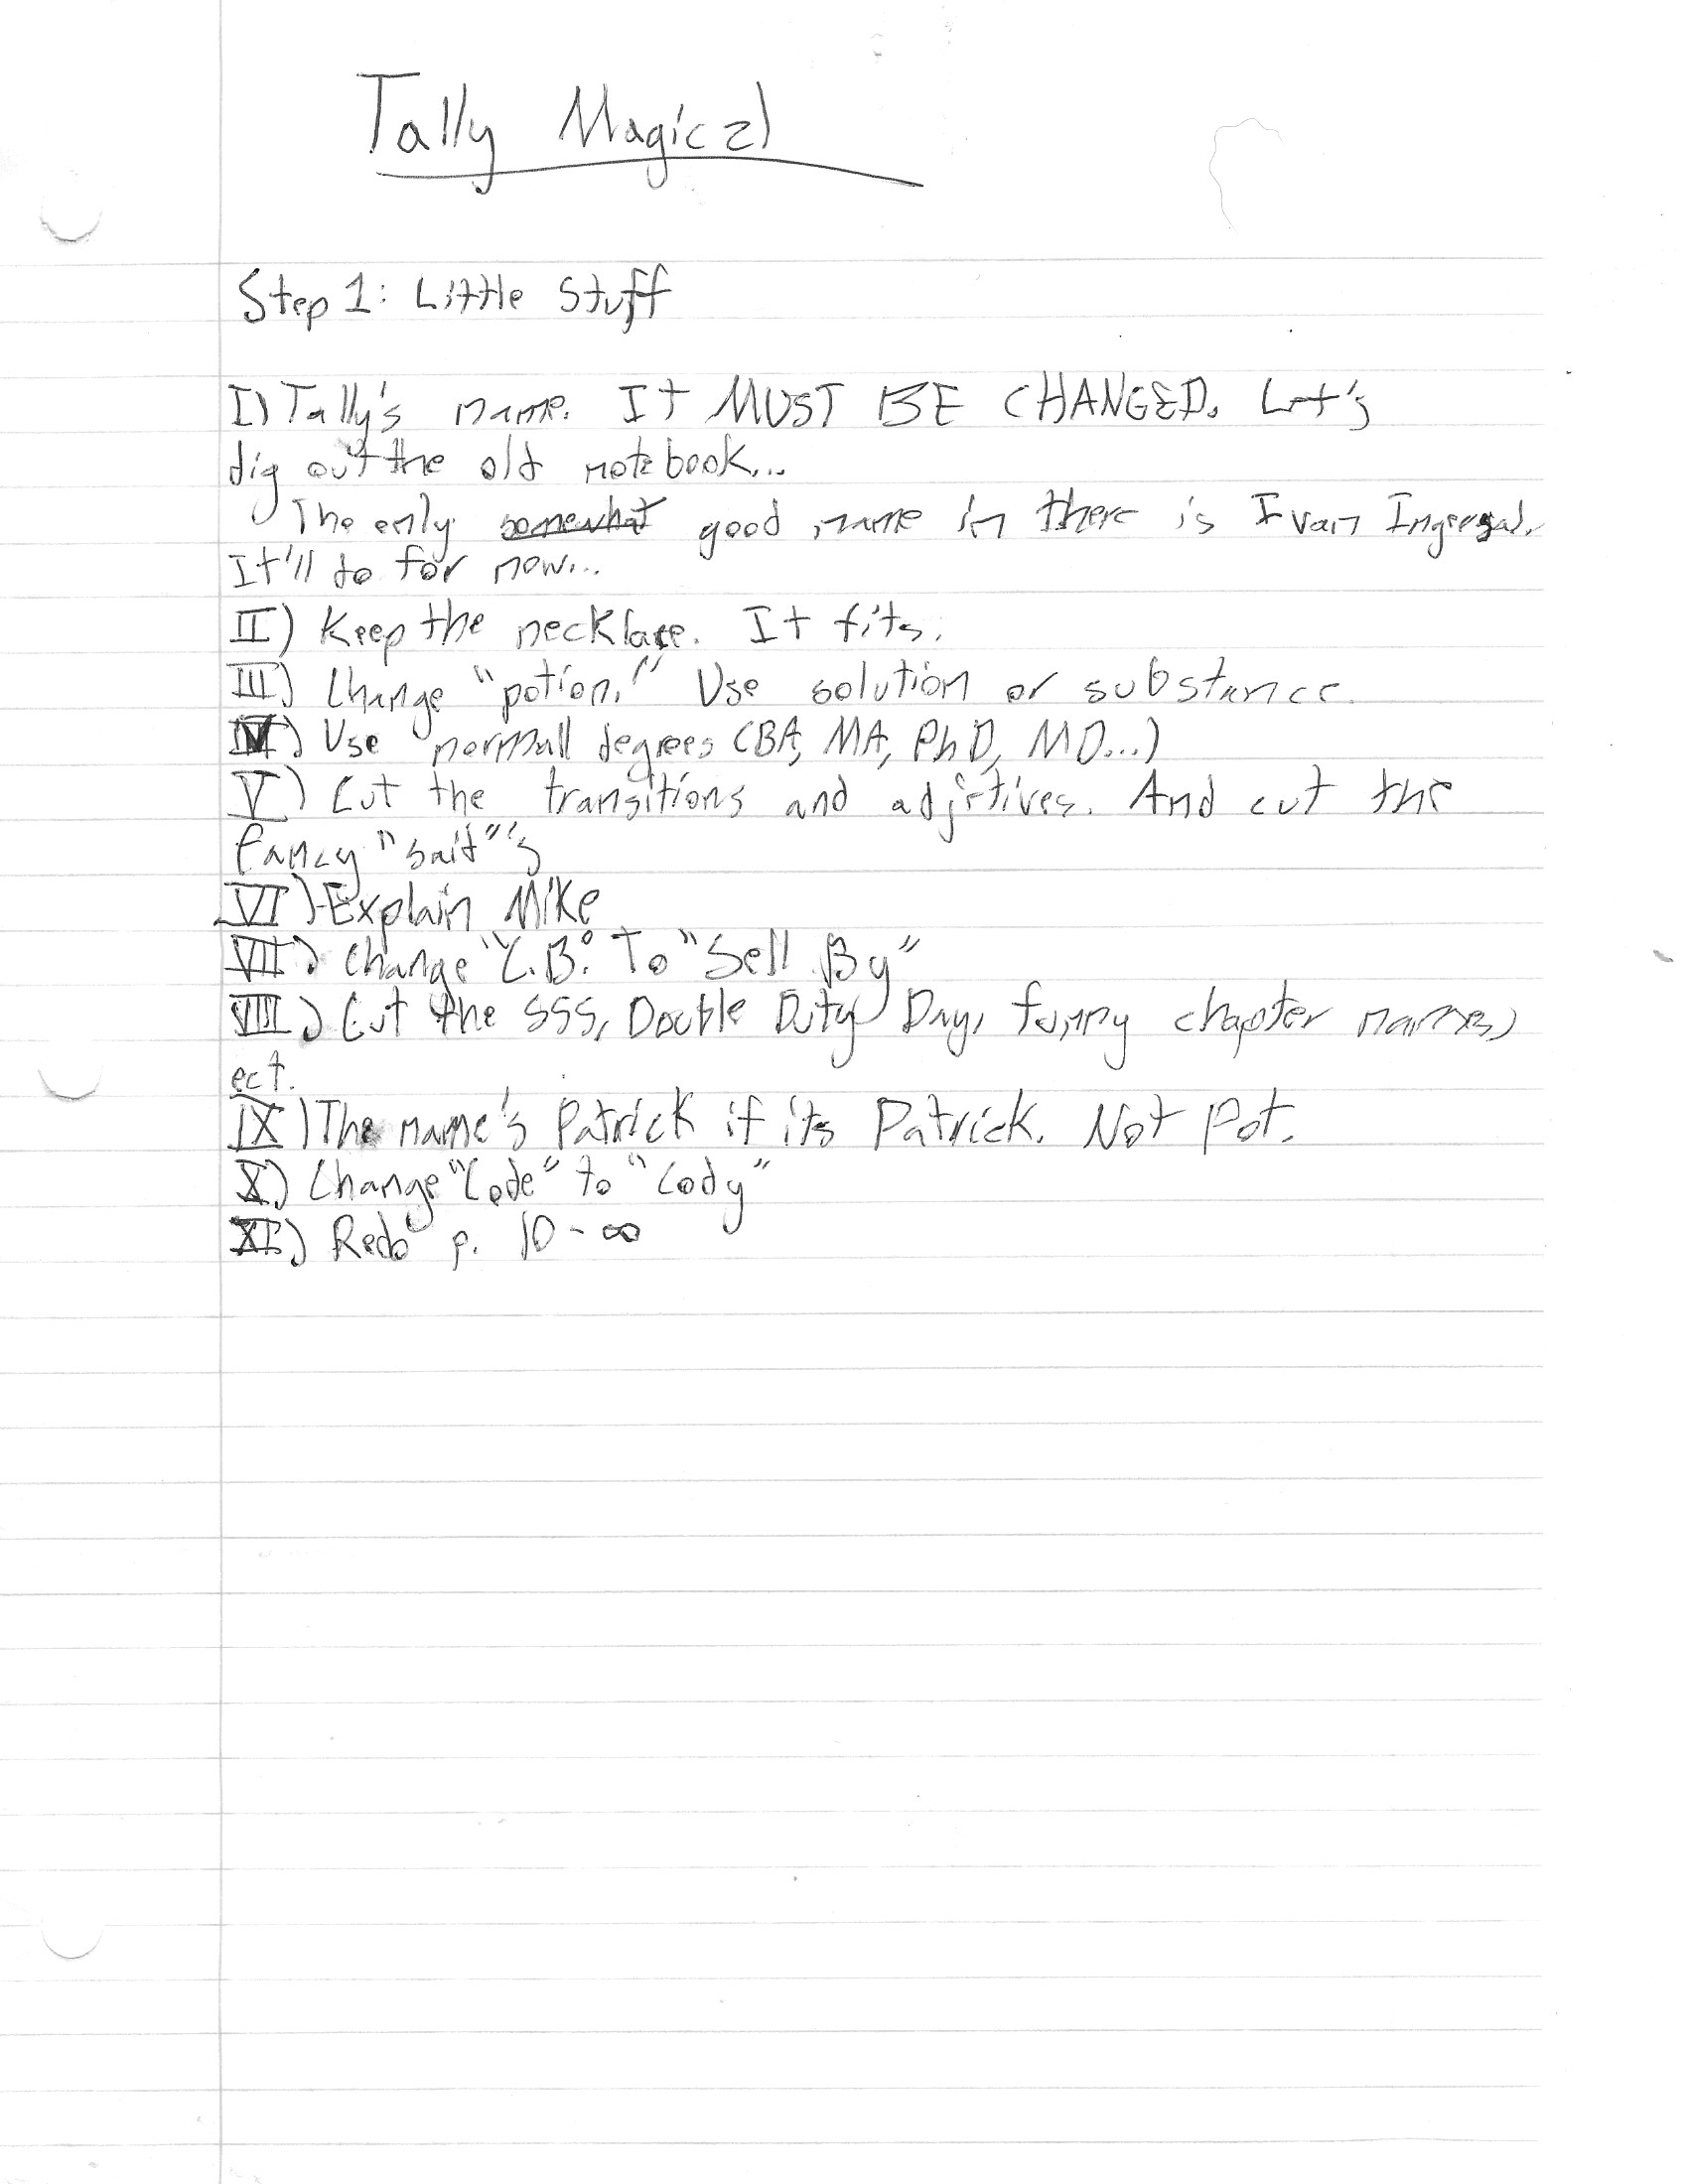 Tally Magical
Step 1: Little Stuff
I) Tally's name. It MUST BE CHANGED. Let's
dig out the old notebook...
The only somewhat good name in there is Ivan Ingersal.
It'll do for now...
II) Keep the necklace. It fits.
III) Change "potion." Use solution or substance.
IV) Use normall degrees (BA, MA, PhD, MD...)
V) Cut the transitions and adjetives. And cut the
fancy "said"'s
VI) Explain Mike
VII) Change "C.B." To "Sell By"
VIII) Cut the SSS, Double Duty Day, funny chapter names,
ect.
IX) The name's Patrick if its Patrick. Not Pat.
X) Change "Code" to "Cody"
XI) Redo p. 10-∞